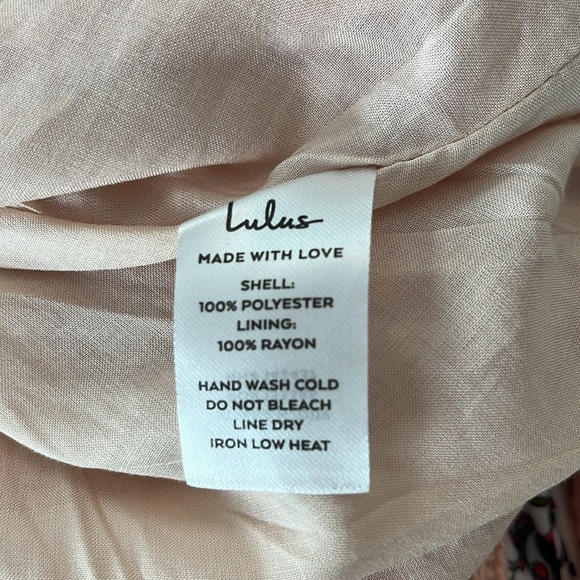 Lulus
MADE WITH LOVE
SHELL:
100% POLYESTER
LINING:
100% RAYON
HAND WASH COLD
DO NOT BLEACH
LINE DRY
IRON LOW HEAT